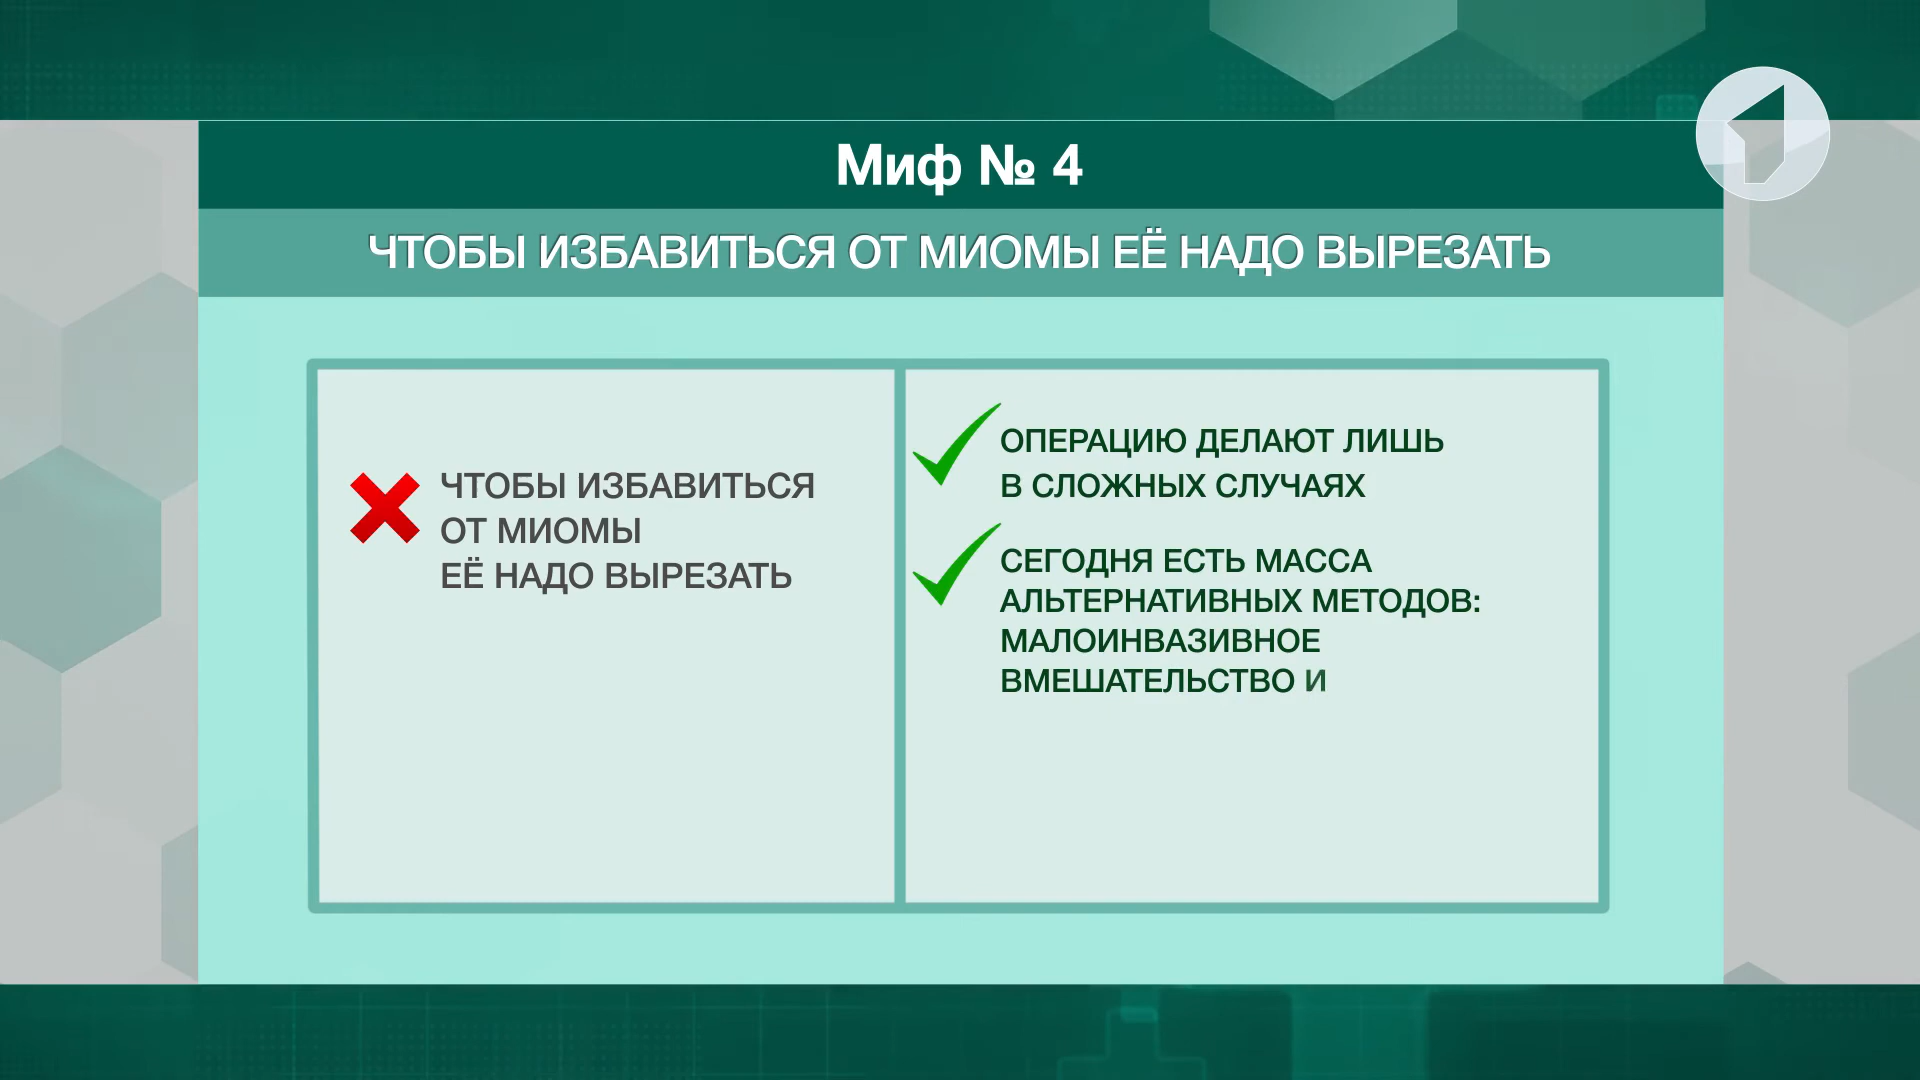 Миф № 4
ЧТОБЫ ИЗБАВИТЬСЯ ОТ МИОМЫ ЕЁ НАДО ВЫРЕЗАТЬ
ЧТОБЫ ИЗБАВИТЬСЯ
ОТ МИОМЫ
ЕЁ НАДО ВЫРЕЗАТЬ
ОПЕРАЦИЮ ДЕЛАЮТ ЛИШЬ
В СЛОЖНЫХ СЛУЧАЯХ
СЕГОДНЯ ЕСТЬ МАССА
АЛЬТЕРНАТИВНЫХ МЕТОДОВ:
МАЛОИНВАЗИВНОЕ
ВМЕШАТЕЛЬСТВО И